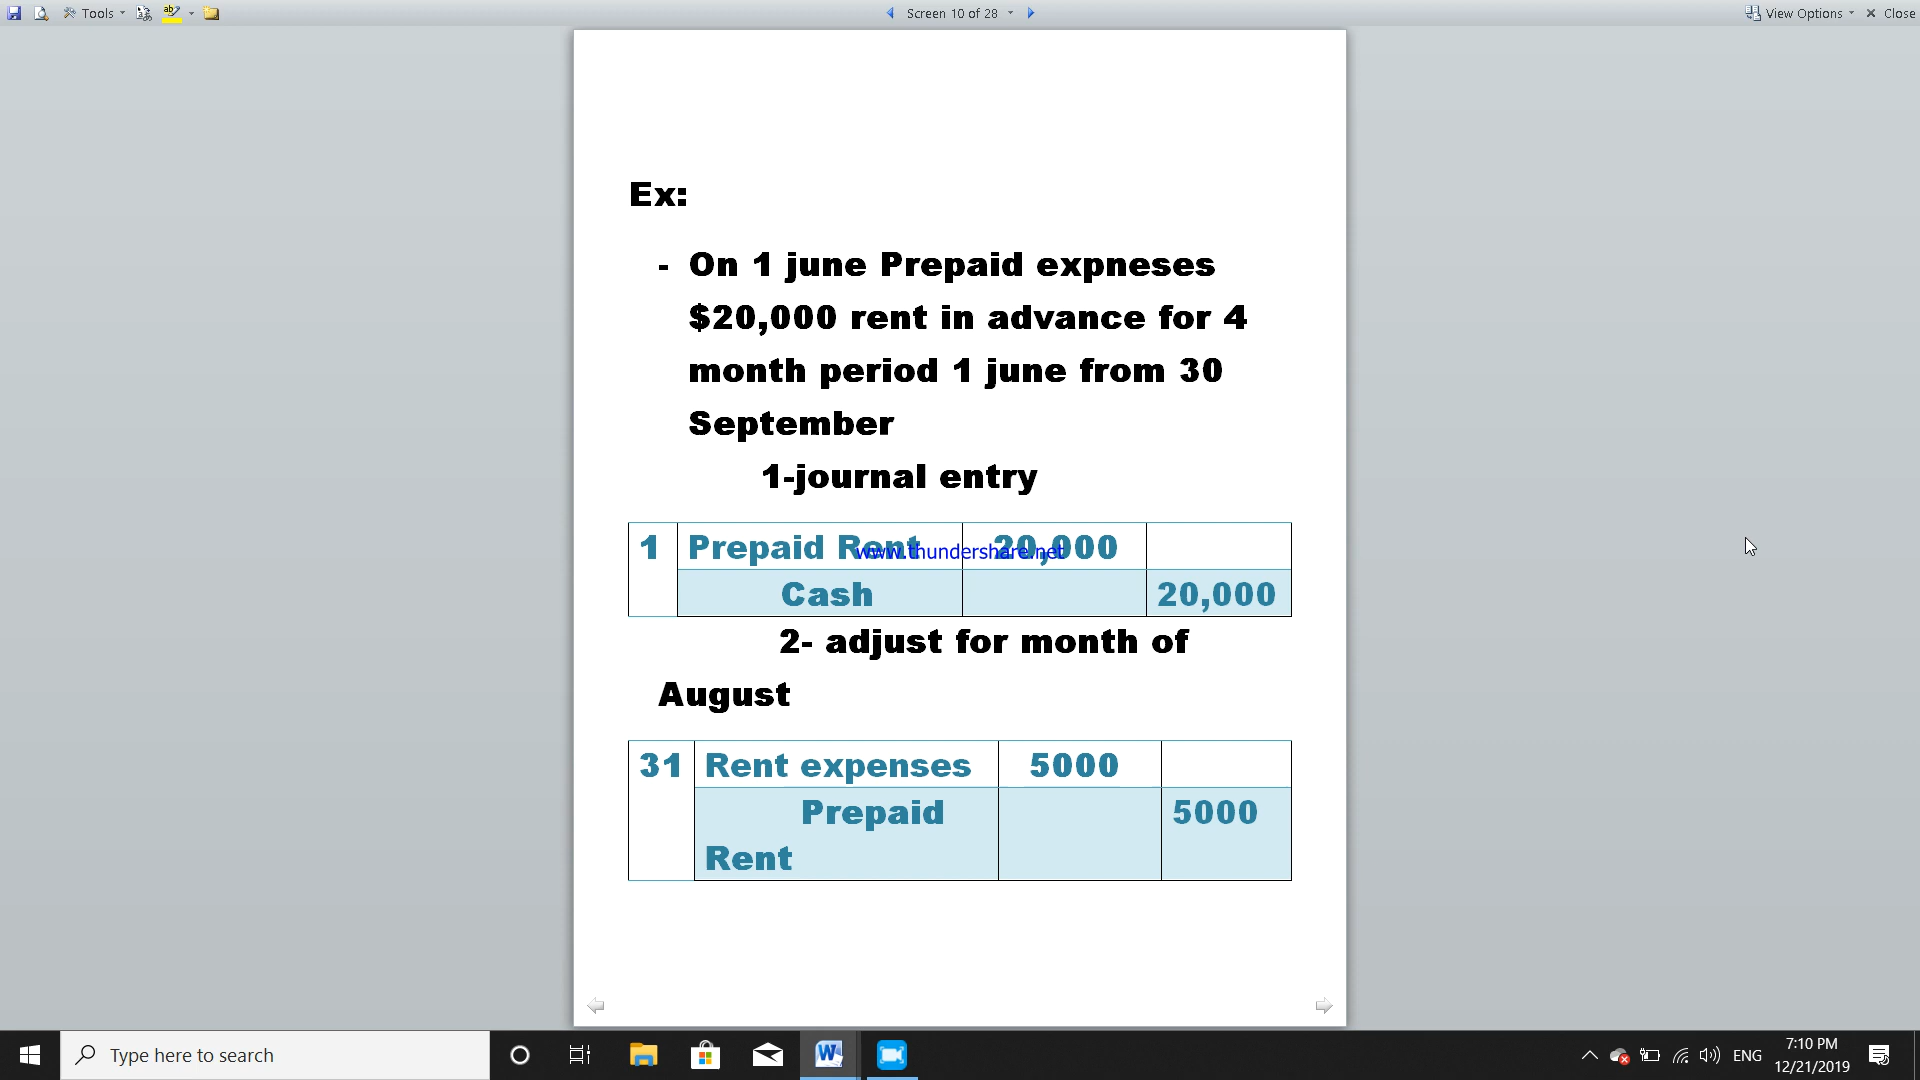 Tools
Screen 10 of 28
View Options
Close
Ex:
- On 1 june Prepaid expneses
$20,000 rent in advance for 4
month period 1 june from 30
September
1-journal entry
1 Prepaid Rent 20,000
www.thundershare.net
Cash 20,000
2- adjust for month of
August
31 Rent expenses 5000
Prepaid 5000
Rent
Type here to search
ENG
7:10 PM
12/21/2019